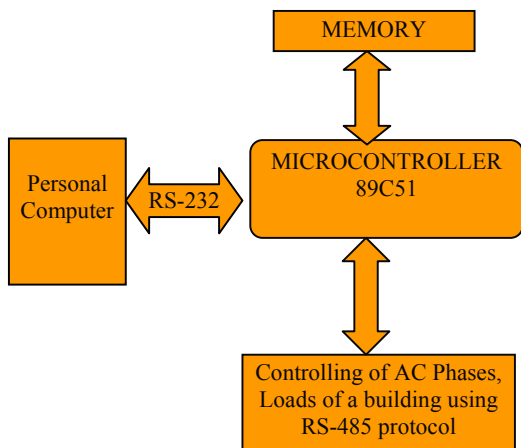 MEMORY
MICROCONTROLLER
89C51
Personal
Computer
RS-232
Controlling of AC Phases,
Loads of a building using
RS-485 protocol